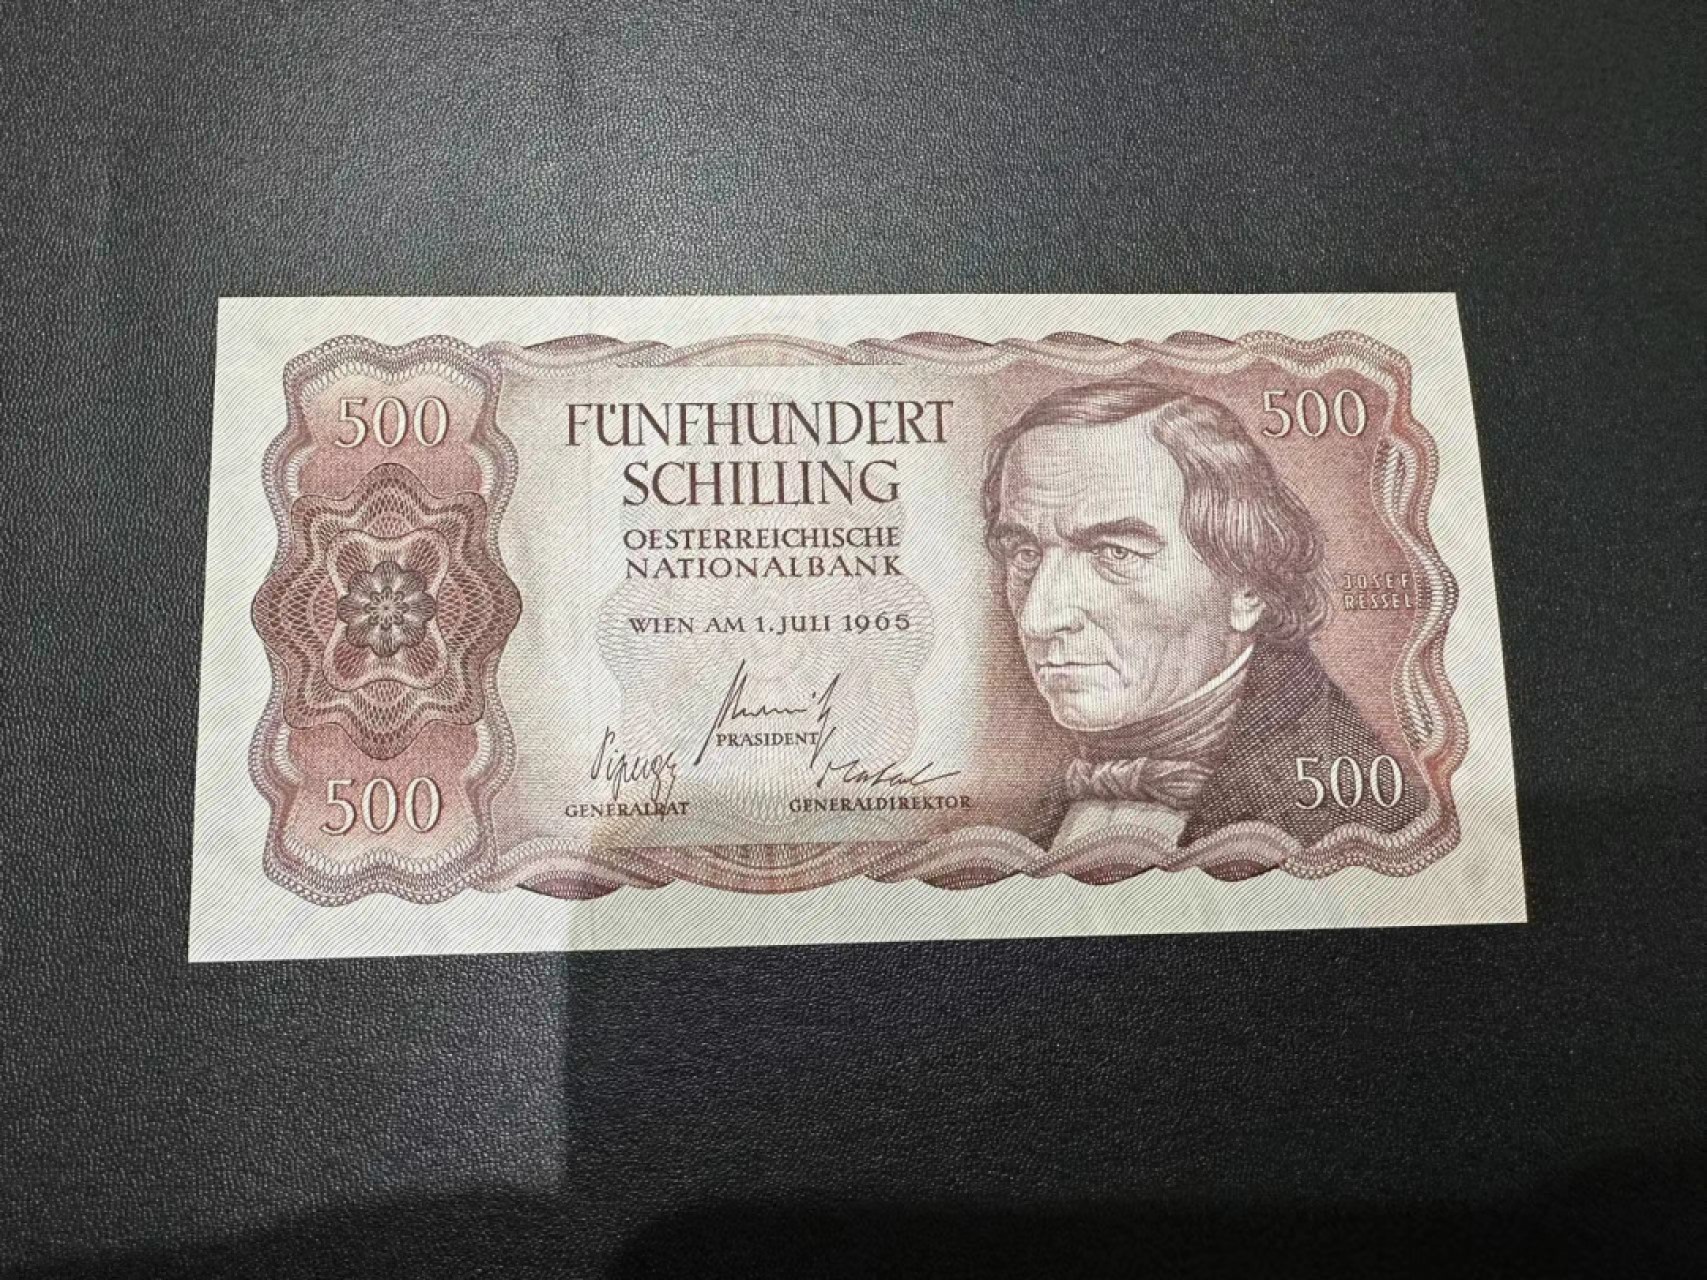 500
500
FÜNFHUNDERT
SCHILLING
OESTERREICHISCHE
NATIONALBANK
WIEN AM 1. JULI 1965
PRÄSIDENT
GENERALRAT
GENERALDIREKTOR
JOSEF
RESSEL
500
500